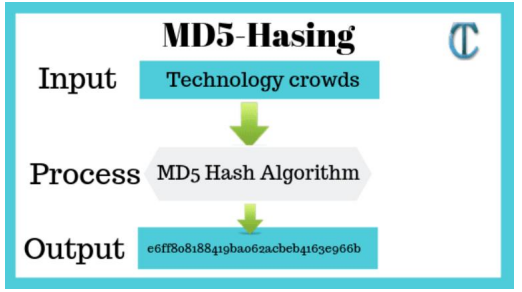 MD5-Hasing
Input
Technology crowds
Process
MD5 Hash Algorithm
Output
e6ff808188419ba062acbeb4163e966b